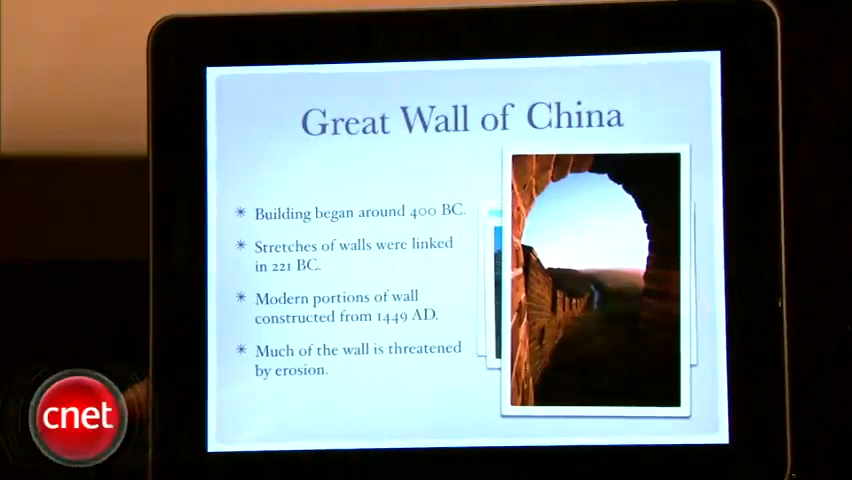 Great Wall of China
Building began around 400 BC.
Stretches of walls were linked
in 221 BC.
Modern portions of wall
constructed from 1449 AD.
Much of the wall is threatened
by erosion.
cnet